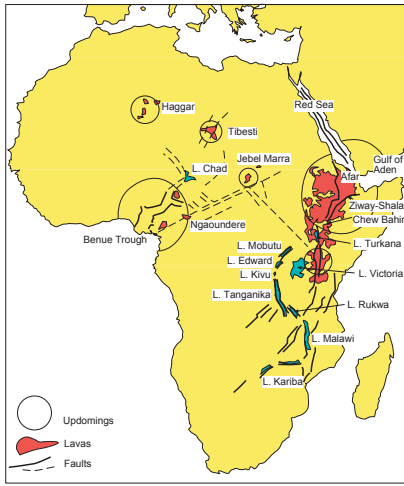 Haggar
Red Sea
Tibesti
Gulf of
Aden
Jebel Marra
L. Chad
Afar
Ziway-Shala
Chew Bahir
Ngaoundere
L. Turkana
Benue Trough
L. Mobutu
L. Edward
L. Kivu
L. Victoria
L. Tanganika
L. Rukwa
L. Malawi
L. Kariba
Updomings
Lavas
Faults